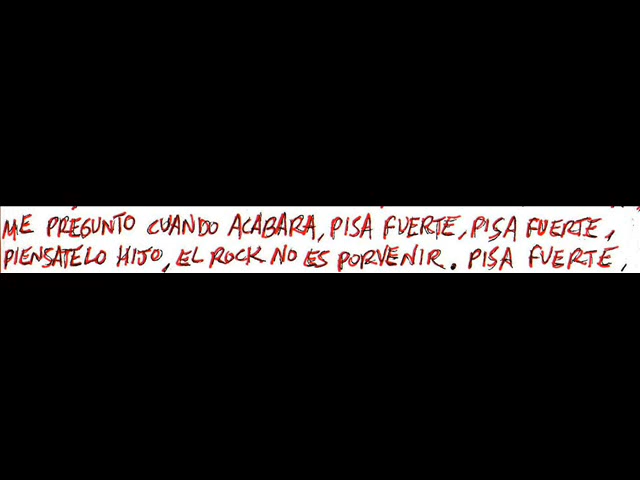 ME PREGUNTO CUANDO ACABARA, PISA FUERTE, PISA FUERTE,
PIENSATELO HIJO, EL ROCK NO ES PORVENIR. PISA FUERTE,